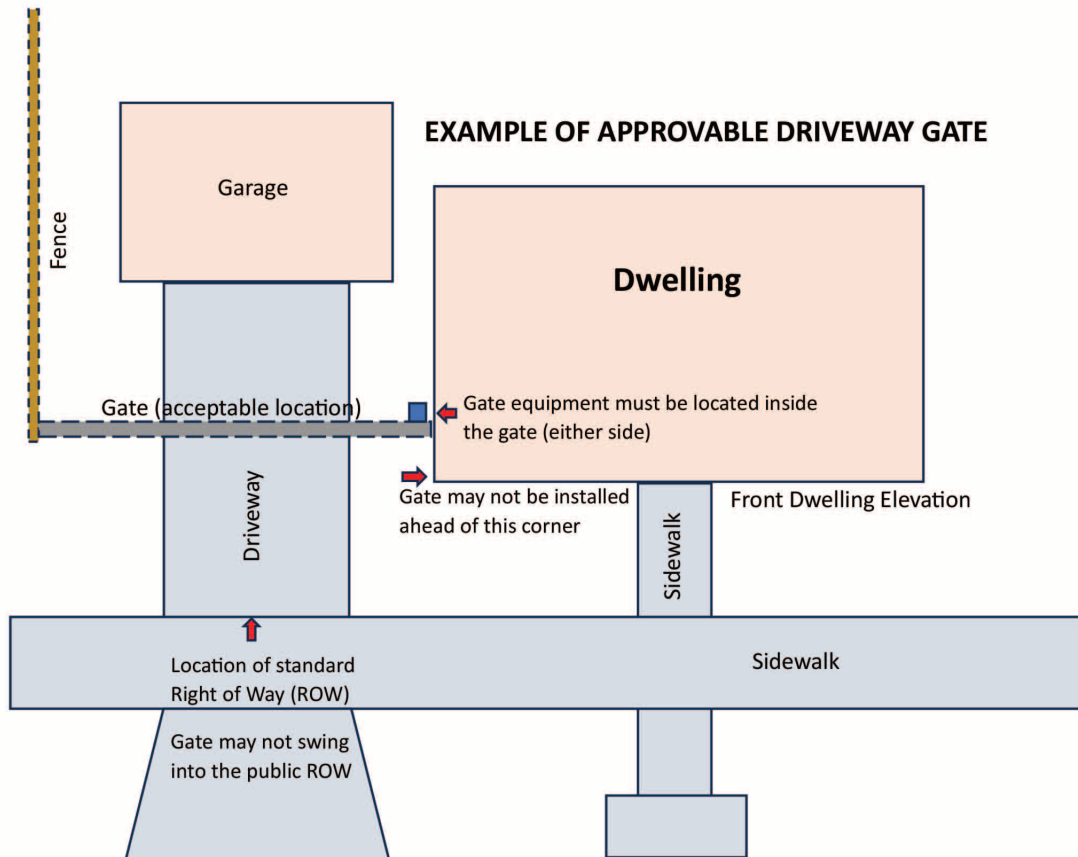 EXAMPLE OF APPROVABLE DRIVEWAY GATE
Garage
Fence
Dwelling
Gate (acceptable location)
Gate equipment must be located inside
the gate (either side)
Gate may not be installed
ahead of this corner
Front Dwelling Elevation
Driveway
Sidewalk
Sidewalk
Location of standard
Right of Way (ROW)
Gate may not swing
into the public ROW